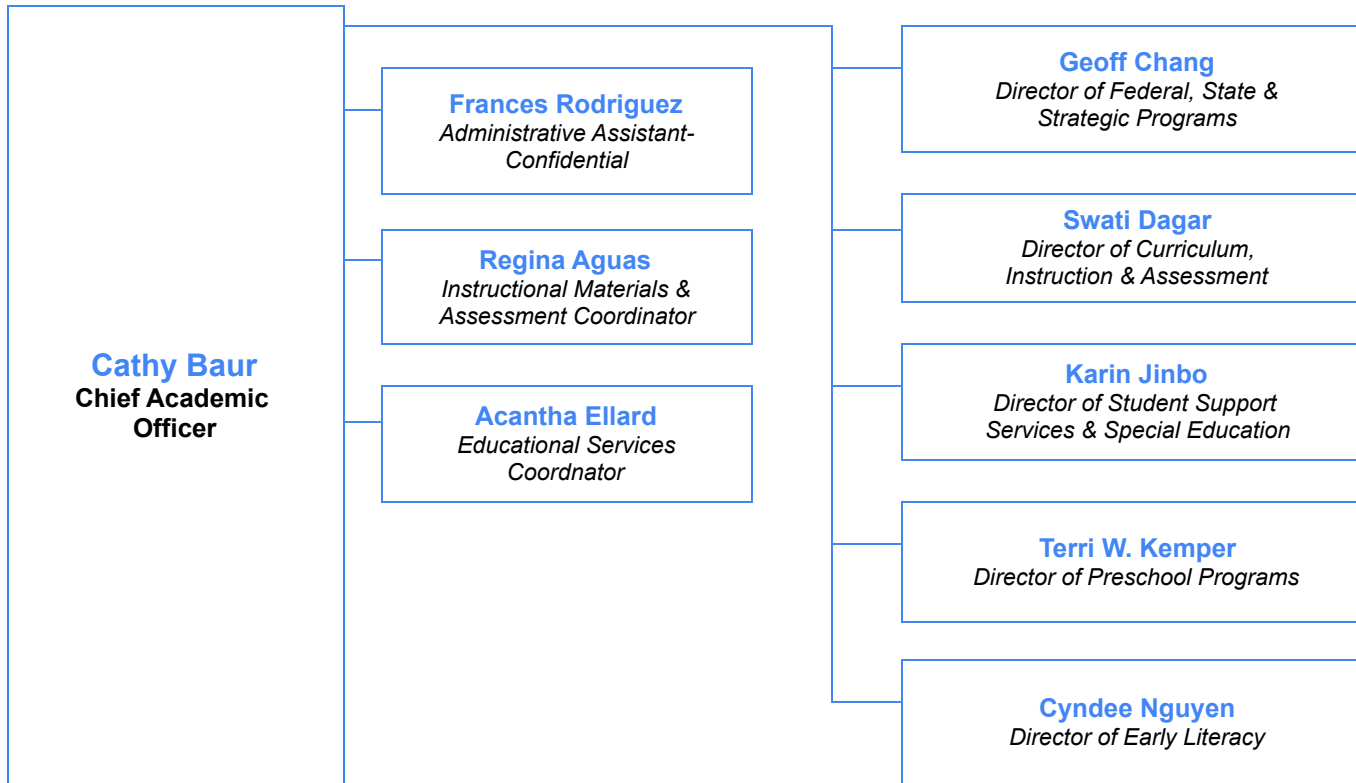 Cathy Baur
Chief Academic
Officer
Frances Rodriguez
Administrative Assistant-
Confidential
Regina Aguas
Instructional Materials &
Assessment Coordinator
Acantha Ellard
Educational Services
Coordnator
Geoff Chang
Director of Federal, State &
Strategic Programs
Swati Dagar
Director of Curriculum,
Instruction & Assessment
Karin Jinbo
Director of Student Support
Services & Special Education
Terri W. Kemper
Director of Preschool Programs
Cyndee Nguyen
Director of Early Literacy